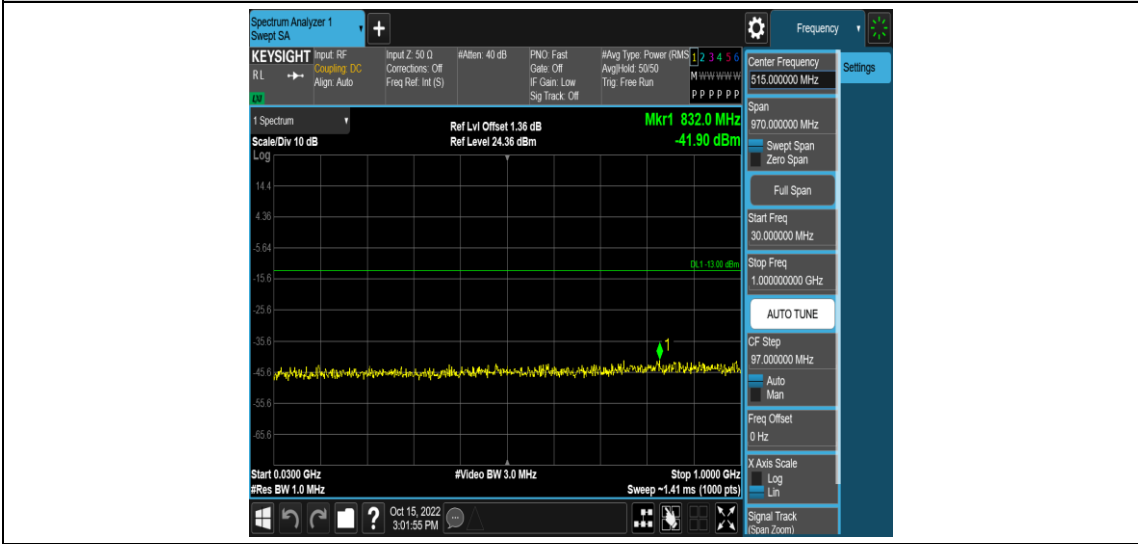 Spectrum Analyzer 1
Swept SA
+
Frequency
KEYSIGHT
RL
LXI
Input: RF
Coupling: DC
Align: Auto
Input Z: 50 Ω
Corrections: Off
Freq Ref: Int (S)
#Atten: 40 dB
PNO: Fast
Gate: Off
IF Gain: Low
Sig Track: Off
#Avg Type: Power (RMS
Avg|Hold: 50/50
Trig: Free Run
1 2 3 4 5 6
M W W W W W
P P P P P P
1 Spectrum
Scale/Div 10 dB
Log
Ref Lvl Offset 1.36 dB
Ref Level 24.36 dBm
Mkr1 832.0 MHz
-41.90 dBm
14.4
4.36
-5.64
DL1 -13.00 dBm
-15.6
-25.6
-35.6
1
-45.6
-55.6
-65.6
Start 0.0300 GHz
#Video BW 3.0 MHz
Stop 1.0000 GHz
#Res BW 1.0 MHz
Sweep ~1.41 ms (1000 pts)
?
Oct 15, 2022
3:01:55 PM
Center Frequency
515.000000 MHz
Settings
Span
970.000000 MHz
Swept Span
Zero Span
Full Span
Start Freq
30.000000 MHz
Stop Freq
1.000000000 GHz
AUTO TUNE
CF Step
97.000000 MHz
Auto
Man
Freq Offset
0 Hz
X Axis Scale
Log
Lin
Signal Track
(Span Zoom)